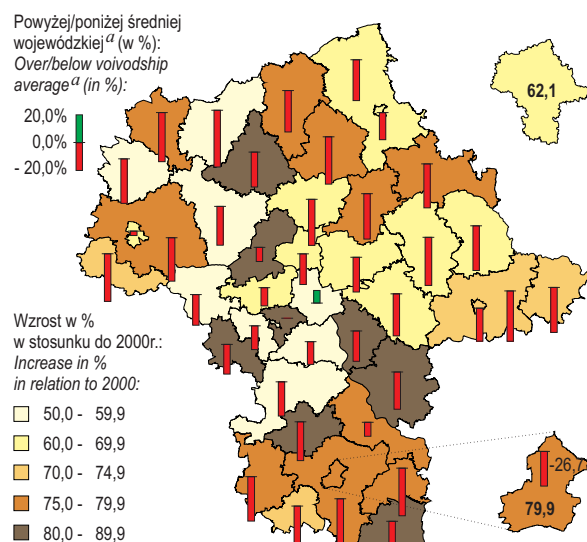 Powyżej/poniżej średniej
wojewódzkiej a (w %):
Over/below voivodship
average a (in %):
20,0%
0,0%
- 20,0%
62,1
Wzrost w %
w stosunku do 2000r.:
Increase in %
in relation to 2000:
50,0 - 59,9
60,0 - 69,9
70,0 - 74,9
75,0 - 79,9
80,0 - 89,9
-26,7
79,9